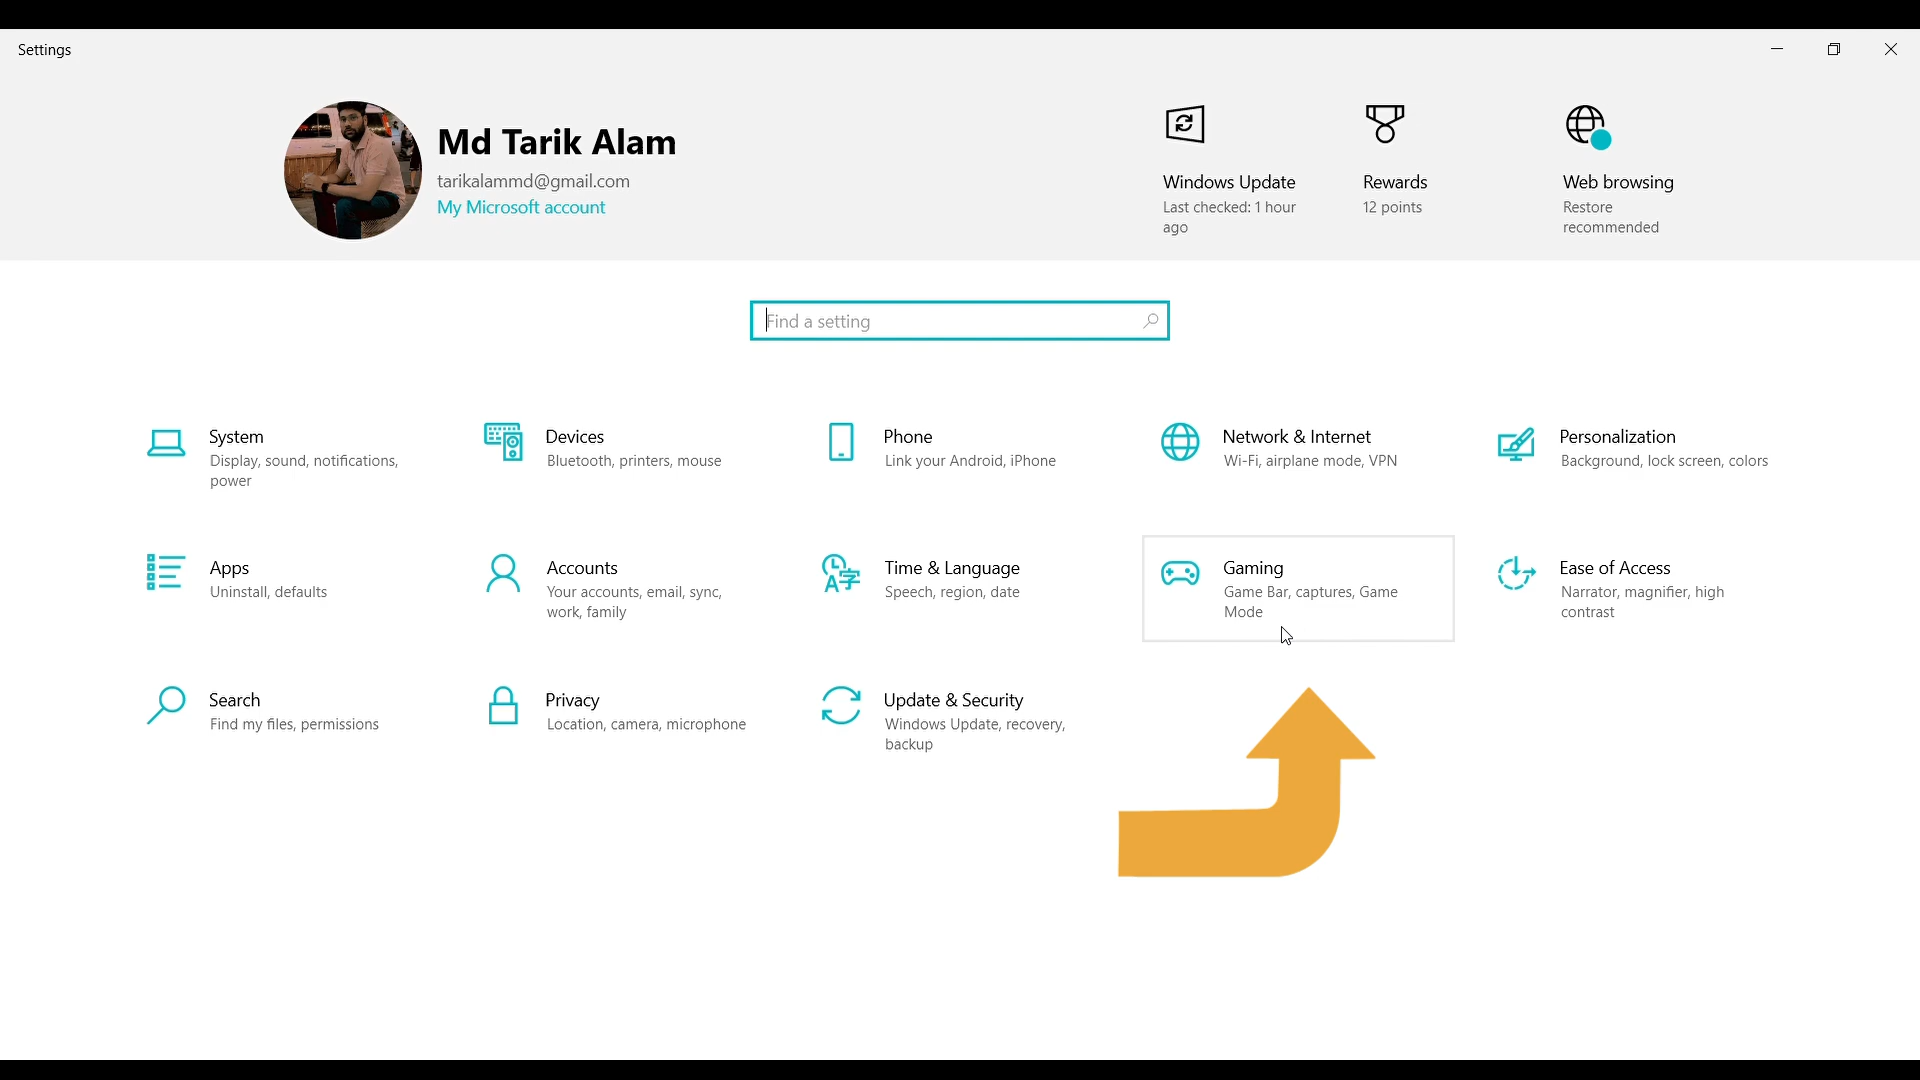 Settings
Md Tarik Alam
tarikalammd@gmail.com
My Microsoft account
Windows Update
Last checked: 1 hour
ago
Rewards
12 points
Web browsing
Restore
recommended
Find a setting
System
Display, sound, notifications,
power
Devices
Bluetooth, printers, mouse
Phone
Link your Android, iPhone
Network & Internet
Wi-Fi, airplane mode, VPN
Personalization
Background, lock screen, colors
Apps
Uninstall, defaults
Accounts
Your accounts, email, sync,
work, family
Time & Language
Speech, region, date
Gaming
Game Bar, captures, Game
Mode
Ease of Access
Narrator, magnifier, high
contrast
Search
Find my files, permissions
Privacy
Location, camera, microphone
Update & Security
Windows Update, recovery,
backup